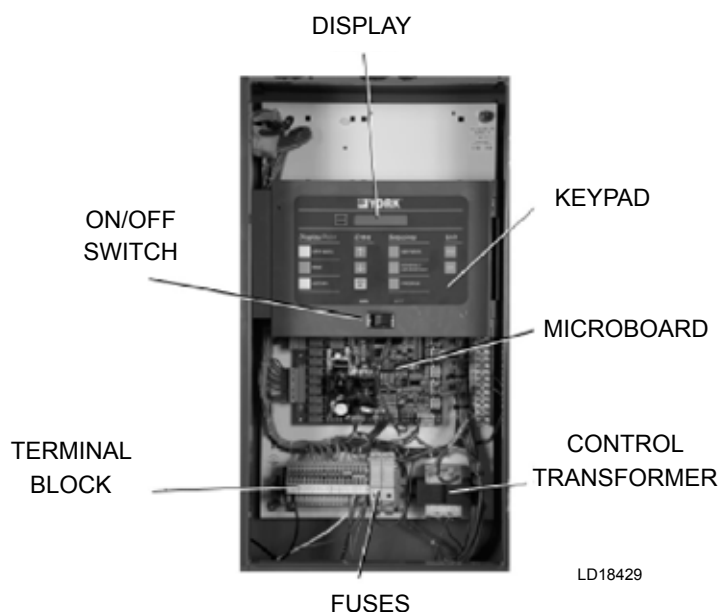 DISPLAY
YORK
KEYPAD
ON/OFF
SWITCH
MICROBOARD
TERMINAL
BLOCK
CONTROL
TRANSFORMER
LD18429
FUSES